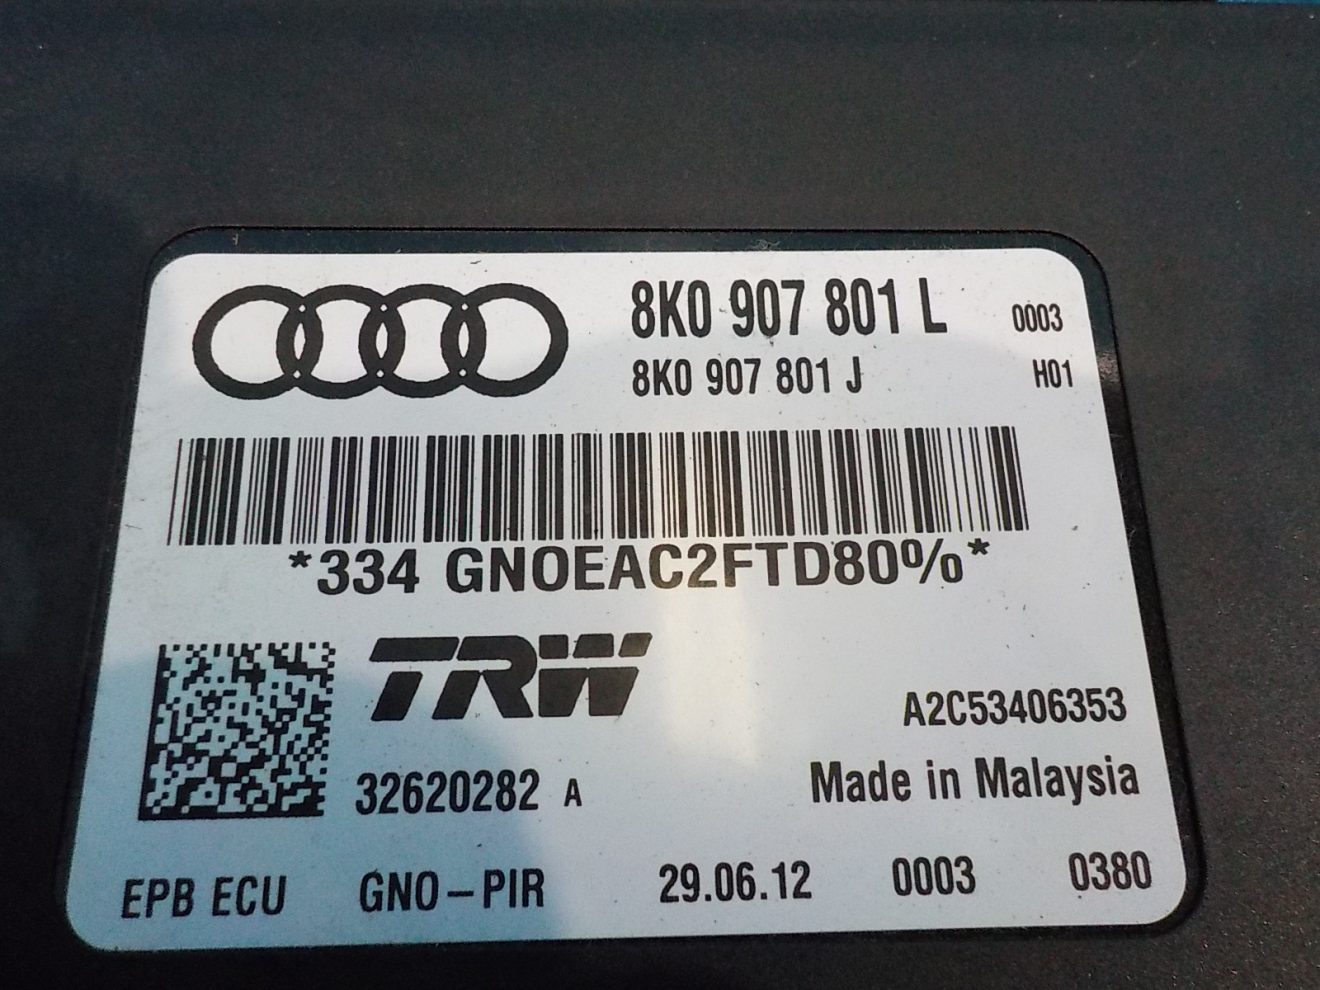 8K0 907 801 L 0003
8K0 907 801 J H01
*334 GNOEAC2FTD80%*
TRW
A2C53406353
32620282 A
Made in Malaysia
EPB ECU GNO-PIR 29.06.12 0003 0380